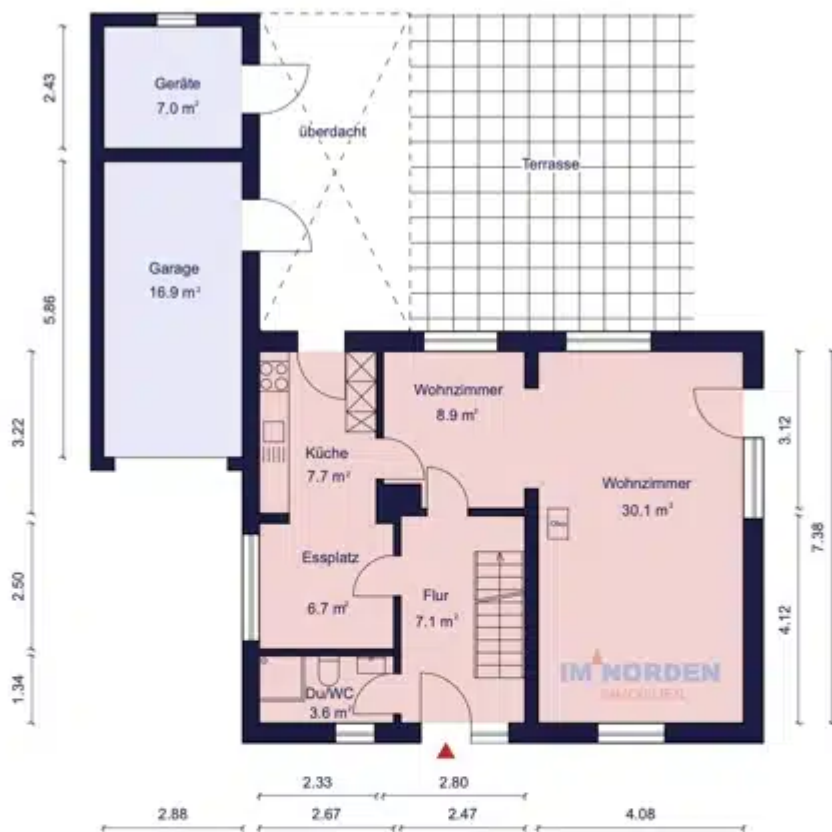 Geräte
7.0 m²
überdacht
Terrasse
Garage
16.9 m²
Wohnzimmer
8.9 m²
Küche
7.7 m²
Wohnzimmer
30.1 m²
Essplatz
6.7 m²
Flur
7.1 m²
Du/WC
3.6 m²
IM NORDEN
IMMOBILIEN
2.43
5.86
3.22
2.50
1.34
3.12
4.12
7.38
2.33
2.80
2.88
2.67
2.47
4.08